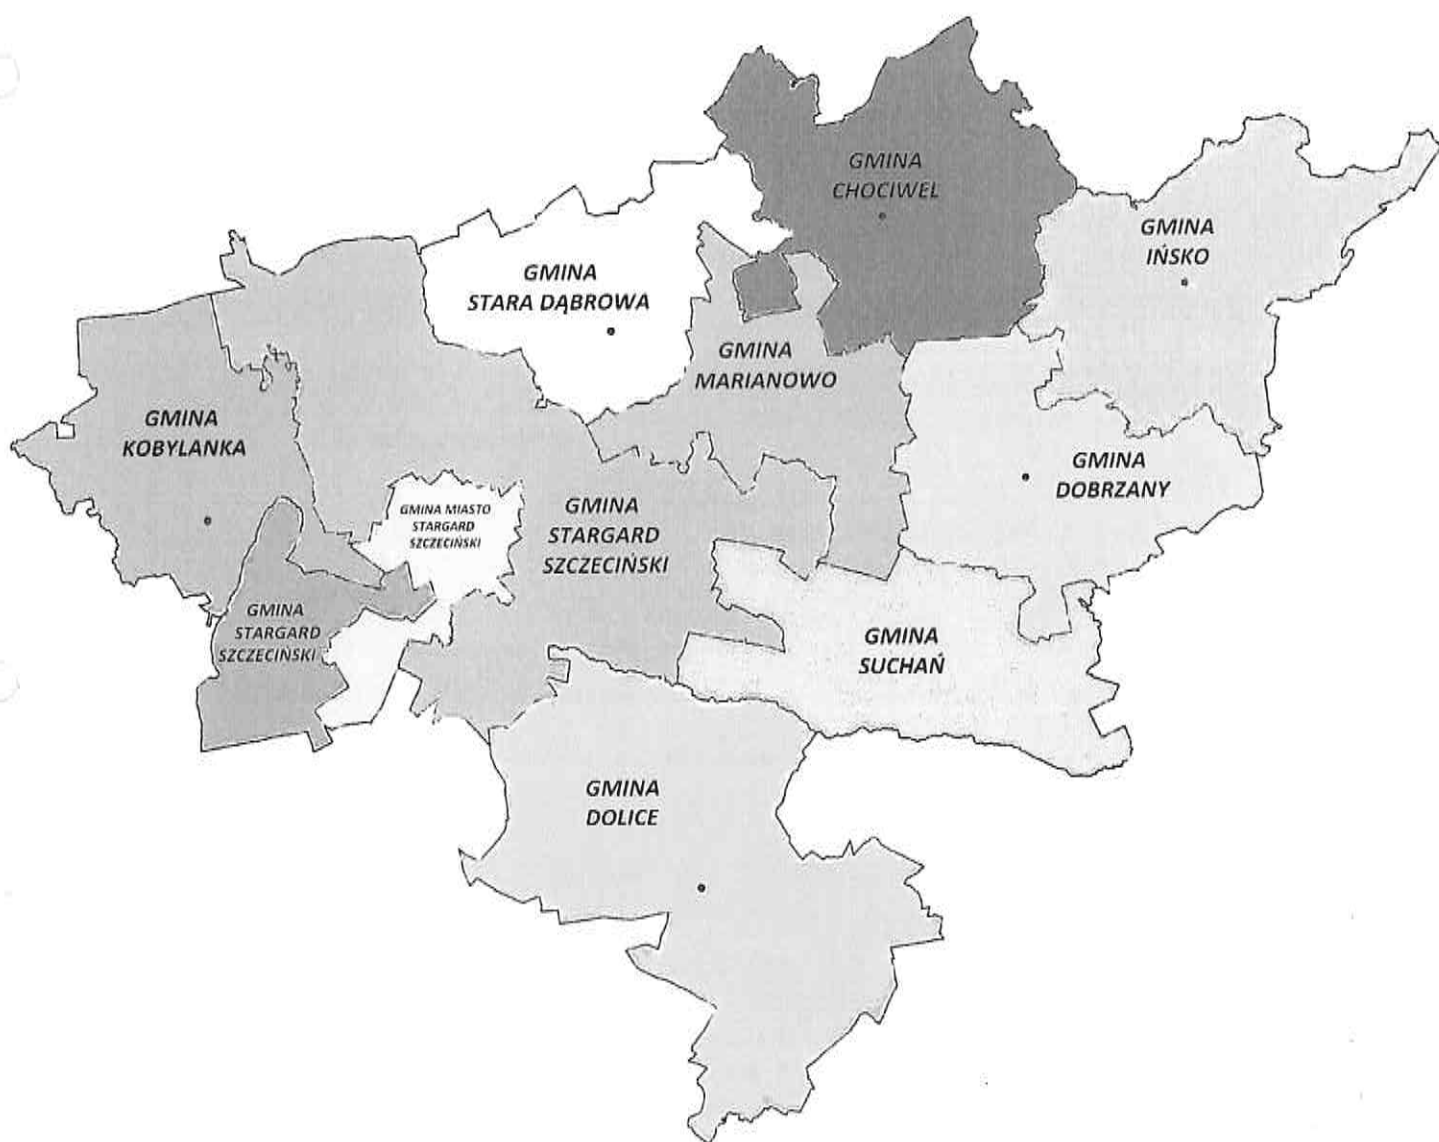 GMINA
CHOCIWEL
GMINA
IŃSKO
GMINA
STARA DĄBROWA
GMINA
MARIANOWO
GMINA
KOBYLANKA
GMINA
DOBRZANY
GMINA MIASTO
STARGARD
SZCZECIŃSKI
GMINA
STARGARD
SZCZECIŃSKI
GMINA
STARGARD
SZCZECIŃSKI
GMINA
SUCHAŃ
GMINA
DOLICE